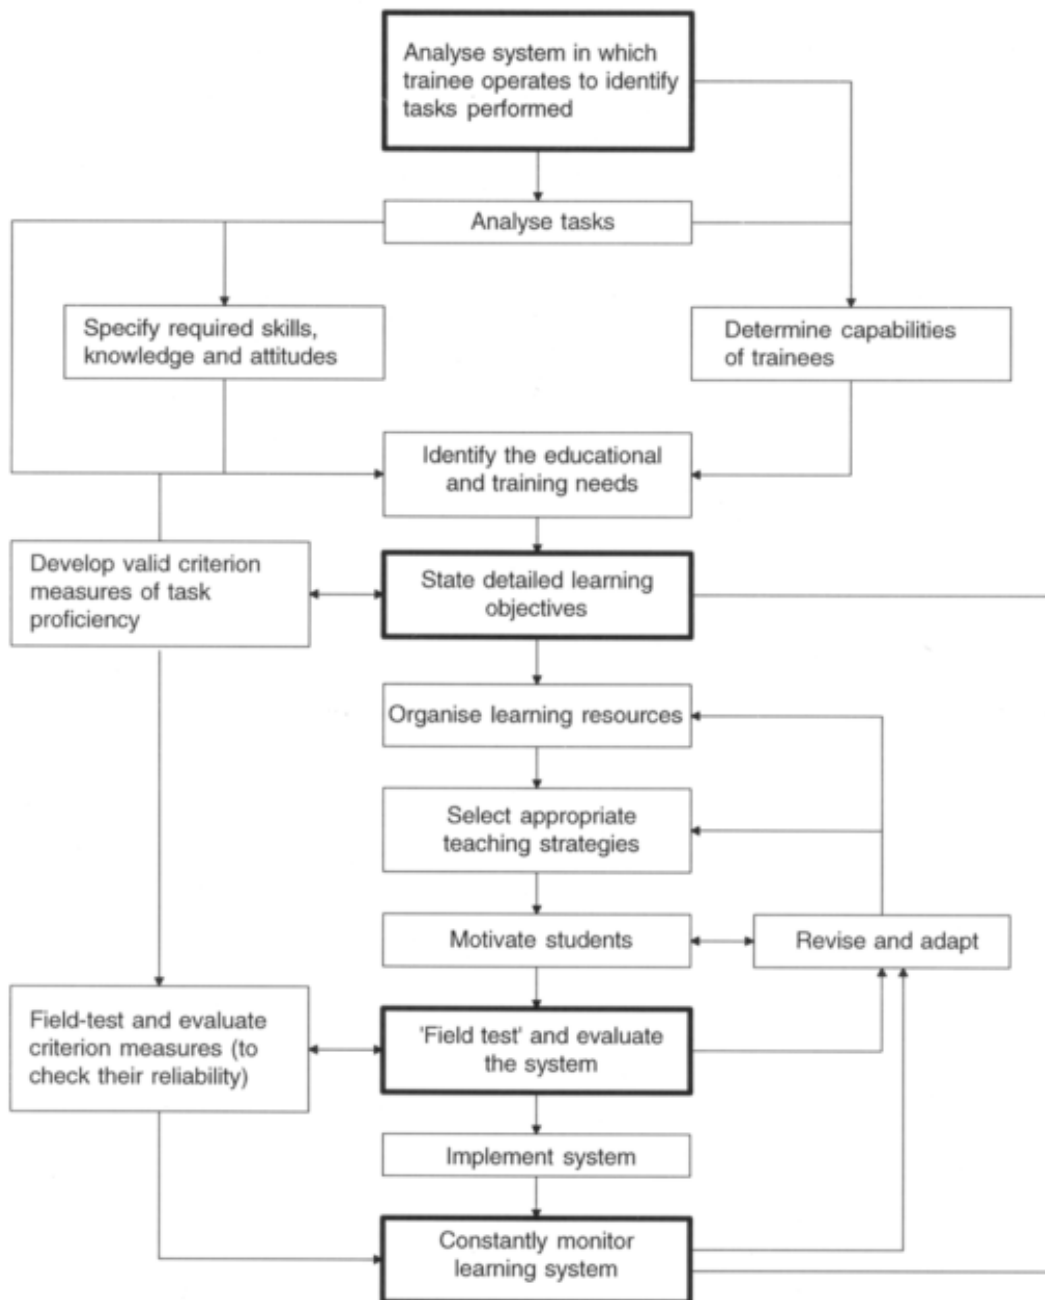 Analyse system in which
trainee operates to identify
tasks performed
Analyse tasks
Specify required skills,
knowledge and attitudes
Determine capabilities
of trainees
Identify the educational
and training needs
Develop valid criterion
measures of task
proficiency
State detailed learning
objectives
Organise learning resources
Select appropriate
teaching strategies
Motivate students
Revise and adapt
Field-test and evaluate
criterion measures (to
check their reliability)
'Field test' and evaluate
the system
Implement system
Constantly monitor
learning system